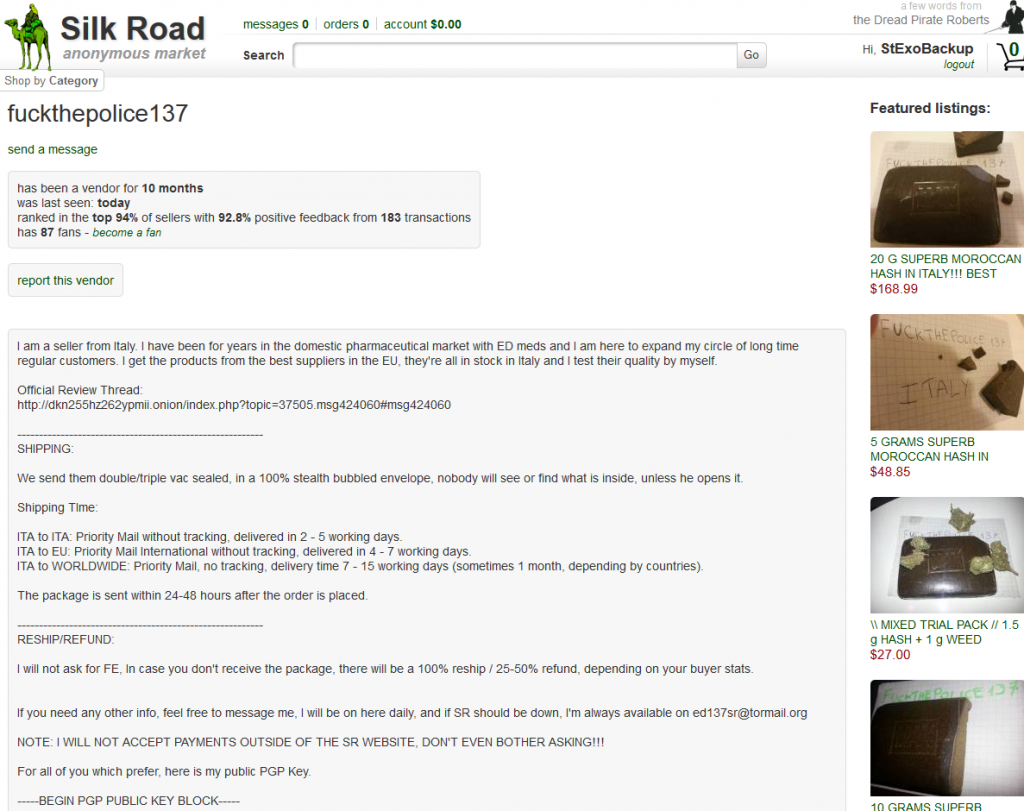 Silk Road
anonymous market
messages 0
orders 0
account $0.00
Search
Go
a few words from
the Dread Pirate Roberts
Hi, StExoBackup
logout
0
Shop by Category
fuckthepolice137
send a message
has been a vendor for 10 months
was last seen: today
ranked in the top 94% of sellers with 92.8% positive feedback from 183 transactions
has 87 fans - become a fan
report this vendor
I am a seller from Italy. I have been for years in the domestic pharmaceutical market with ED meds and I am here to expand my circle of long time
regular customers. I get the products from the best suppliers in the EU, they're all in stock in Italy and I test their quality by myself.
Official Review Thread:
http://dkn255hz262ypmii.onion/index.php?topic=37505.msg424060#msg424060
------------------------------------------------------------
SHIPPING:
We send them double/triple vac sealed, in a 100% stealth bubbled envelope, nobody will see or find what is inside, unless he opens it.
Shipping TIme:
ITA to ITA: Priority Mail without tracking, delivered in 2 - 5 working days.
ITA to EU: Priority Mail International without tracking, delivered in 4 - 7 working days.
ITA to WORLDWIDE: Priority Mail, no tracking, delivery time 7 - 15 working days (sometimes 1 month, depending by countries).
The package is sent within 24-48 hours after the order is placed.
------------------------------------------------------------
RESHIP/REFUND:
I will not ask for FE, In case you don't receive the package, there will be a 100% reship / 25-50% refund, depending on your buyer stats.
If you need any other info, feel free to message me, I will be on here daily, and if SR should be down, I'm always available on ed137sr@tormail.org
NOTE: I WILL NOT ACCEPT PAYMENTS OUTSIDE OF THE SR WEBSITE, DON'T EVEN BOTHER ASKING!!!
For all of you which prefer, here is my public PGP Key.
-----BEGIN PGP PUBLIC KEY BLOCK-----
Featured listings:
FUCKTHEPOLICE 137
20 G SUPERB MOROCCAN
HASH IN ITALY!!! BEST
$168.99
FUCKTHEPOLICE 137
ITALY
5 GRAMS SUPERB
MOROCCAN HASH IN
$48.85
FUCKTHEPOLICE 137
\\ MIXED TRIAL PACK // 1.5
g HASH + 1 g WEED
$27.00
FUCKTHEPOLICE 137
10 GRAMS SUPERB